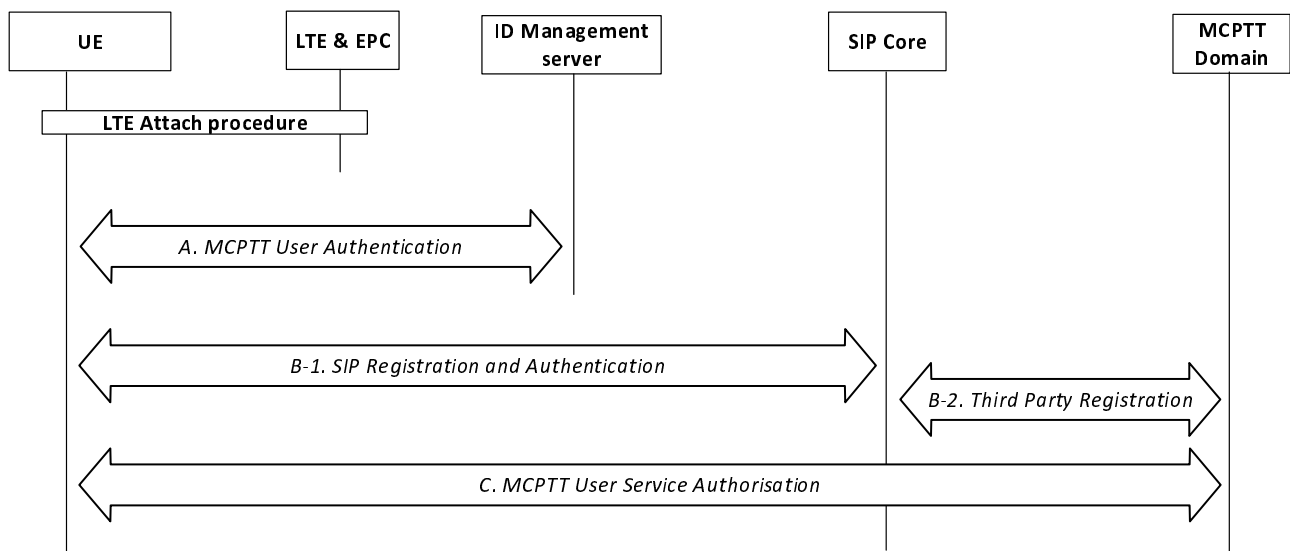 UE
LTE & EPC
ID Management
server
SIP Core
MCPTT
Domain
LTE Attach procedure
A. MCPTT User Authentication
B-1. SIP Registration and Authentication
B-2. Third Party Registration
C. MCPTT User Service Authorisation